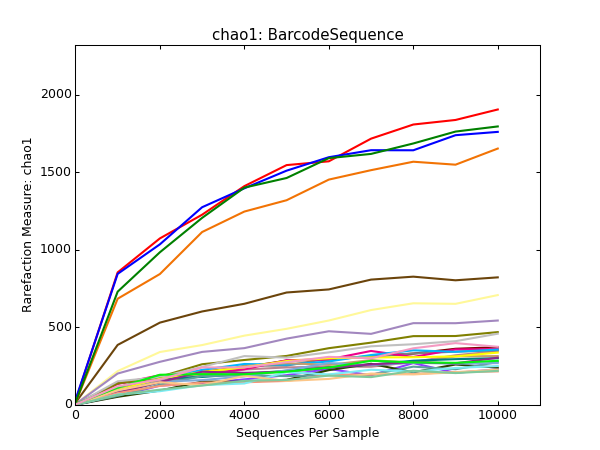 chao1: BarcodeSequence
2000
1500
1000
500
0
Rarefaction Measure: chao1
0 2000 4000 6000 8000 10000
Sequences Per Sample